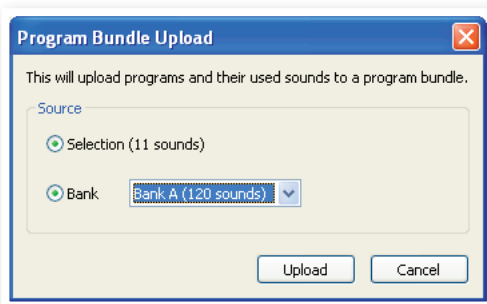 Program Bundle Upload
This will upload programs and their used sounds to a program bundle.
Source
Selection (11 sounds)
Bank Bank A (120 sounds)
Upload Cancel